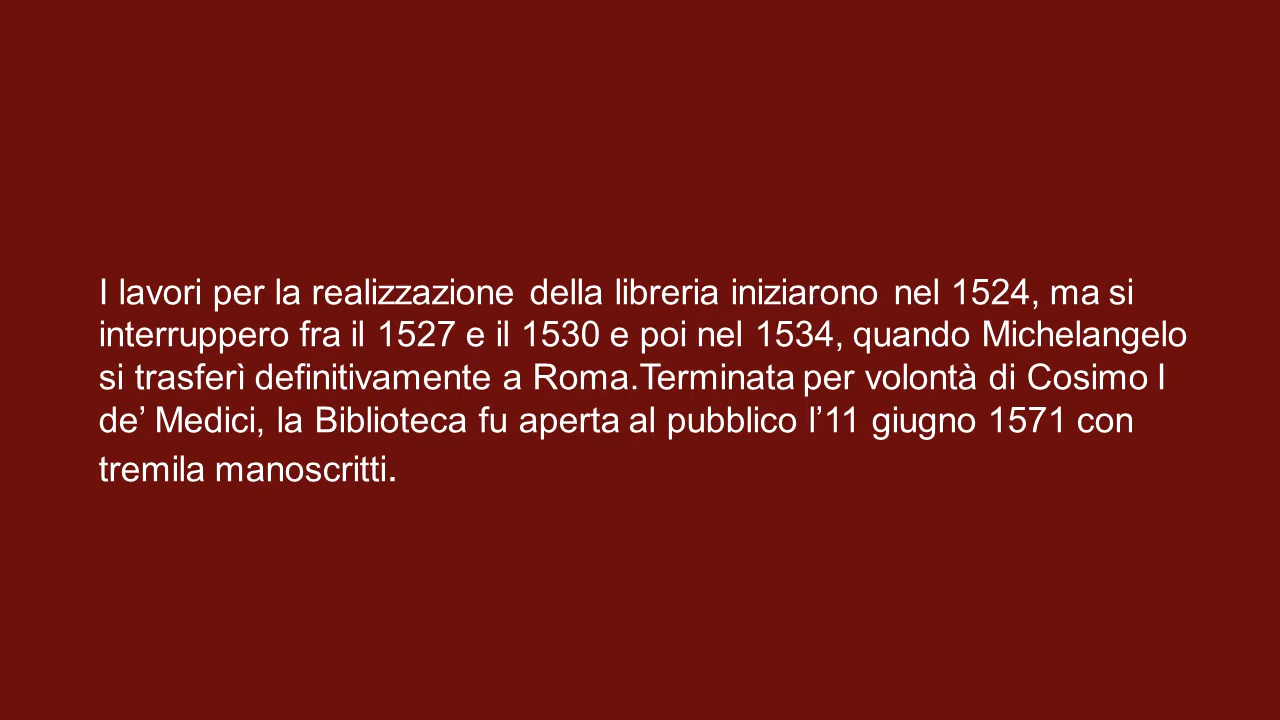 I lavori per la realizzazione della libreria iniziarono nel 1524, ma si
interruppero fra il 1527 e il 1530 e poi nel 1534, quando Michelangelo
si trasferì definitivamente a Roma.Terminata per volontà di Cosimo I
de’ Medici, la Biblioteca fu aperta al pubblico l’11 giugno 1571 con
tremila manoscritti.